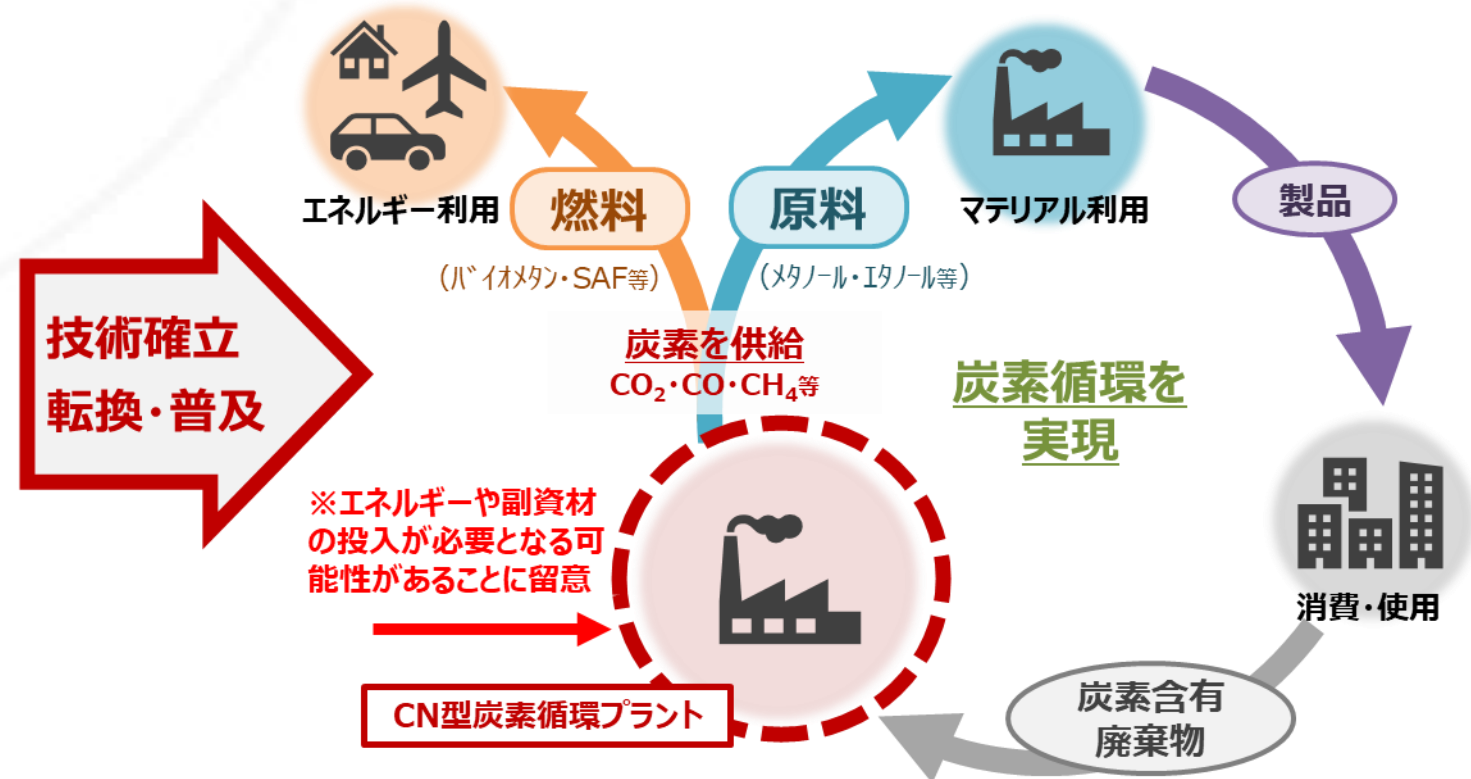 エネルギー利用
燃料
(ﾊﾞｲｵﾒﾀﾝ･SAF等)
原料
(ﾒﾀﾉｰﾙ･ｴﾀﾉｰﾙ等)
マテリアル利用
製品
技術確立
転換・普及
炭素を供給
CO₂・CO・CH₄等
炭素循環を
実現
※エネルギーや副資材
の投入が必要となる可
能性があることに留意
消費・使用
CN型炭素循環プラント
炭素含有
廃棄物